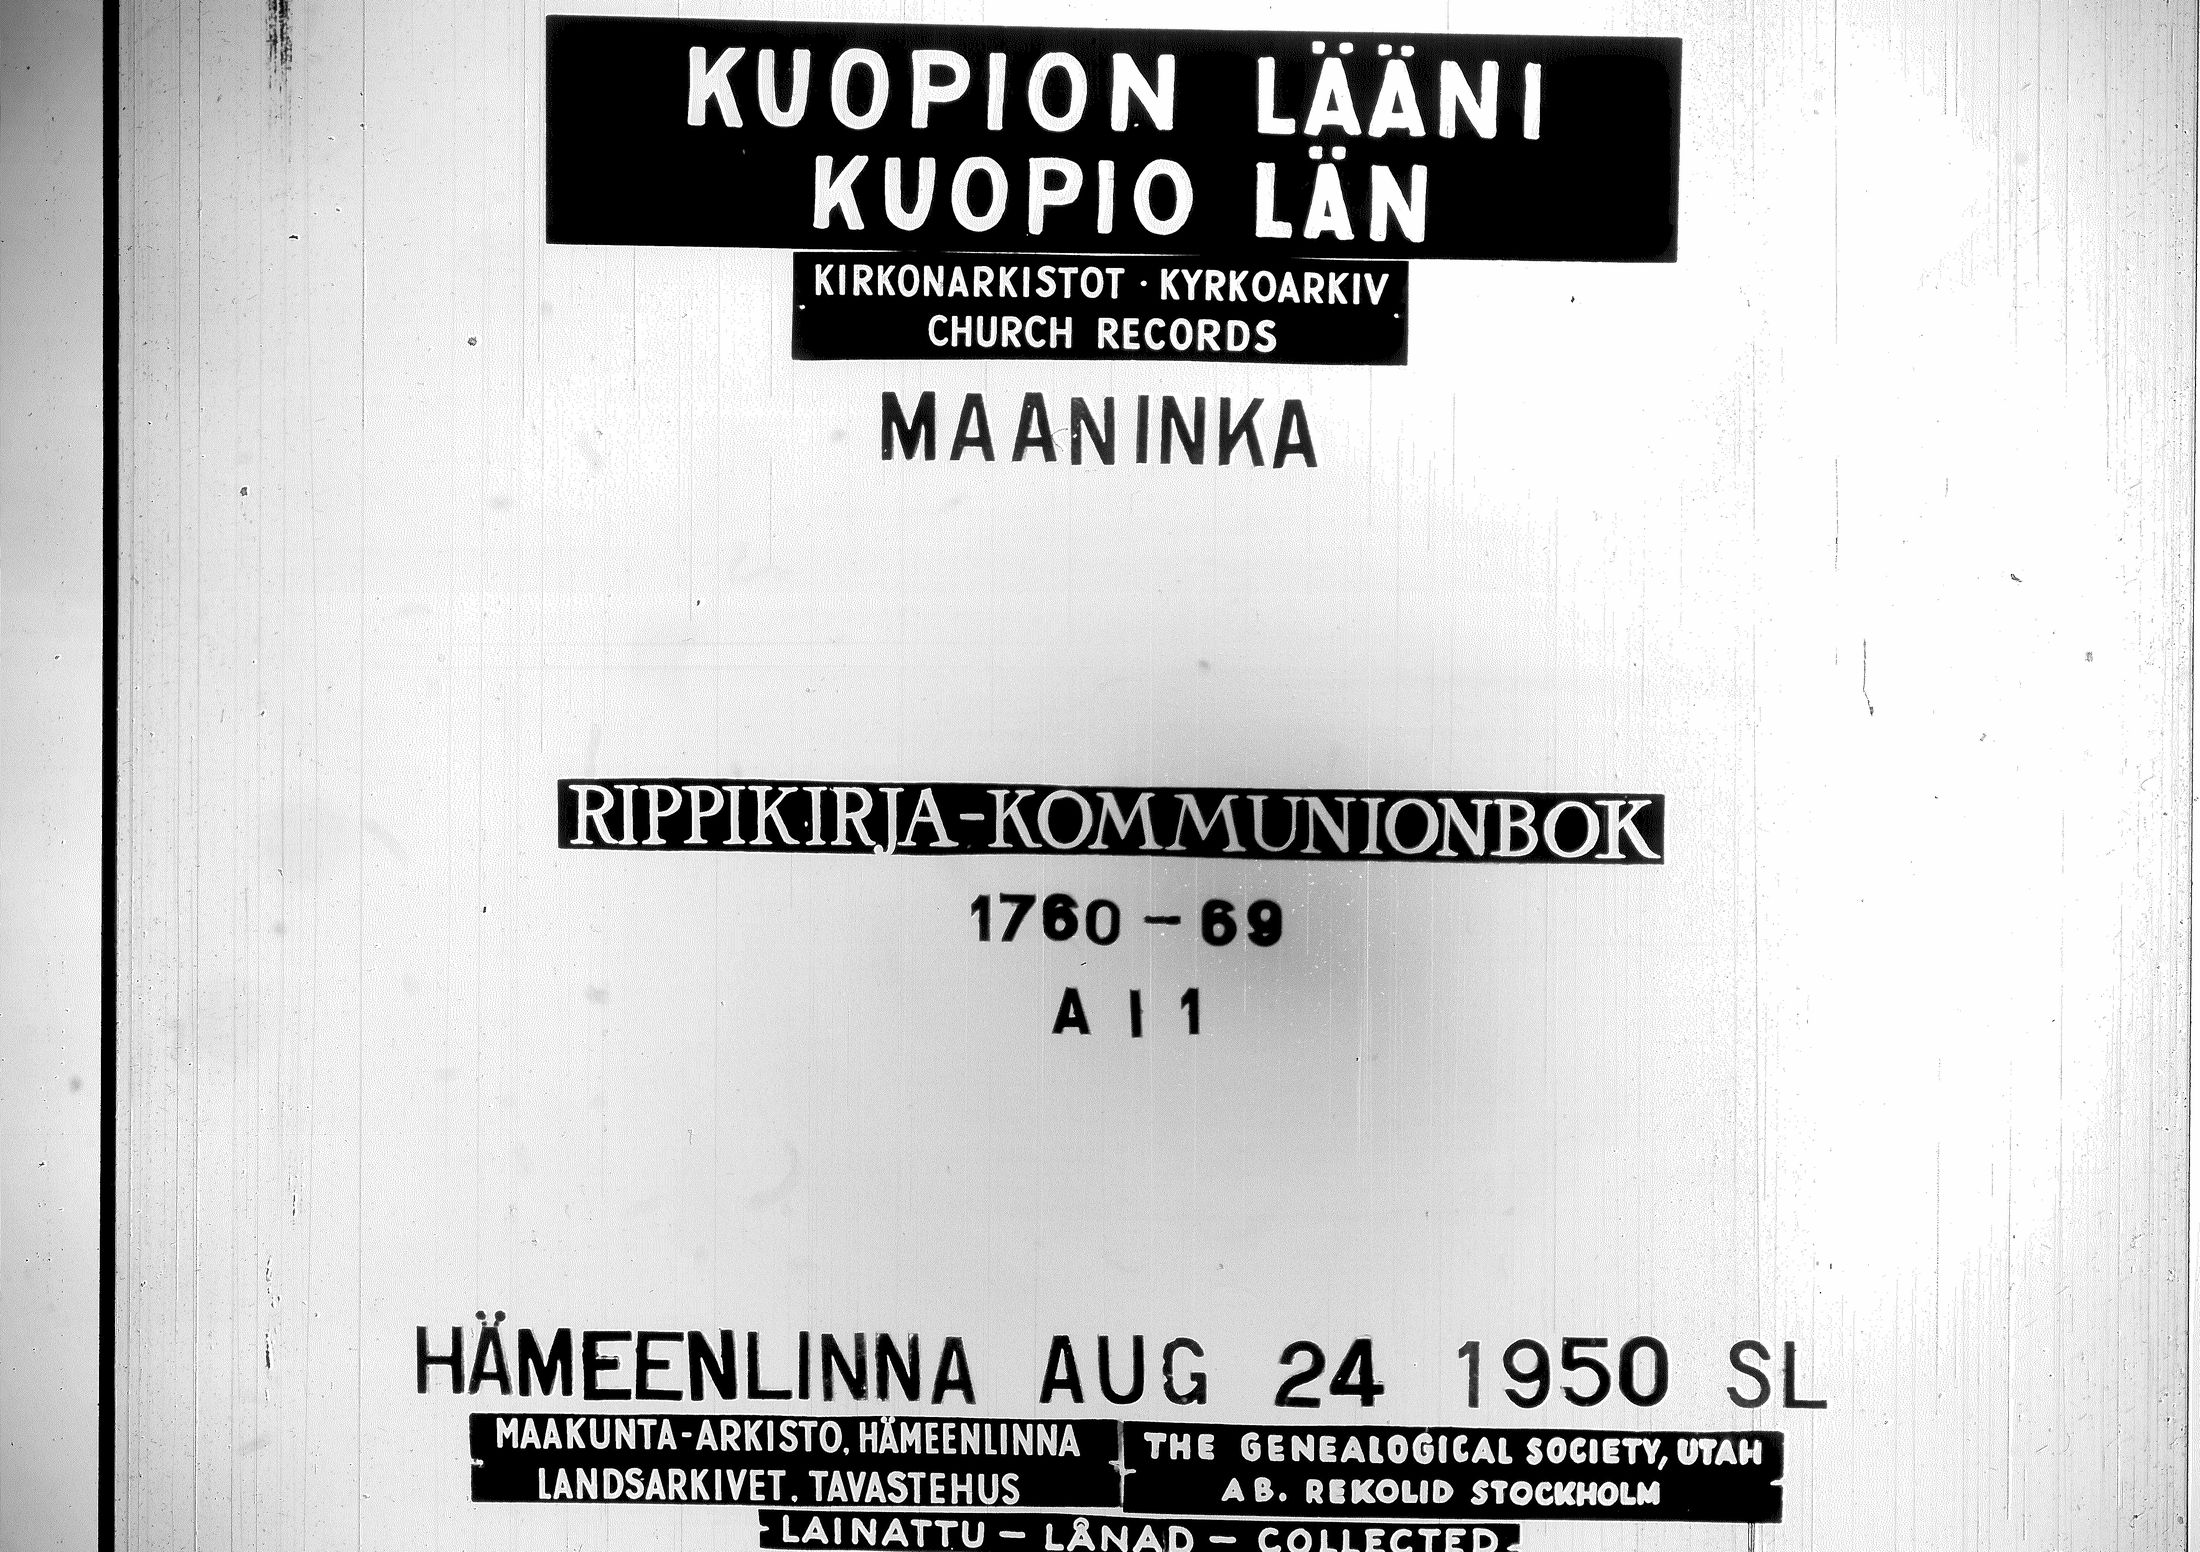 KUOPION LÄÄNI
KUOPIO LÄN
KIRKONARKISTOT · KYRKOARKIV
CHURCH RECORDS
MAANINKA
RIPPIKIRJA-KOMMUNIONBOK
1760 – 69
A I 1
HÄMEENLINNA AUG 24 1950 SL
MAAKUNTA-ARKISTO, HÄMEENLINNA
LANDSARKIVET. TAVASTEHUS
THE GENEALOGICAL SOCIETY, UTAH
AB. REKOLID STOCKHOLM
LAINATTU – LÅNAD – COLLECTED